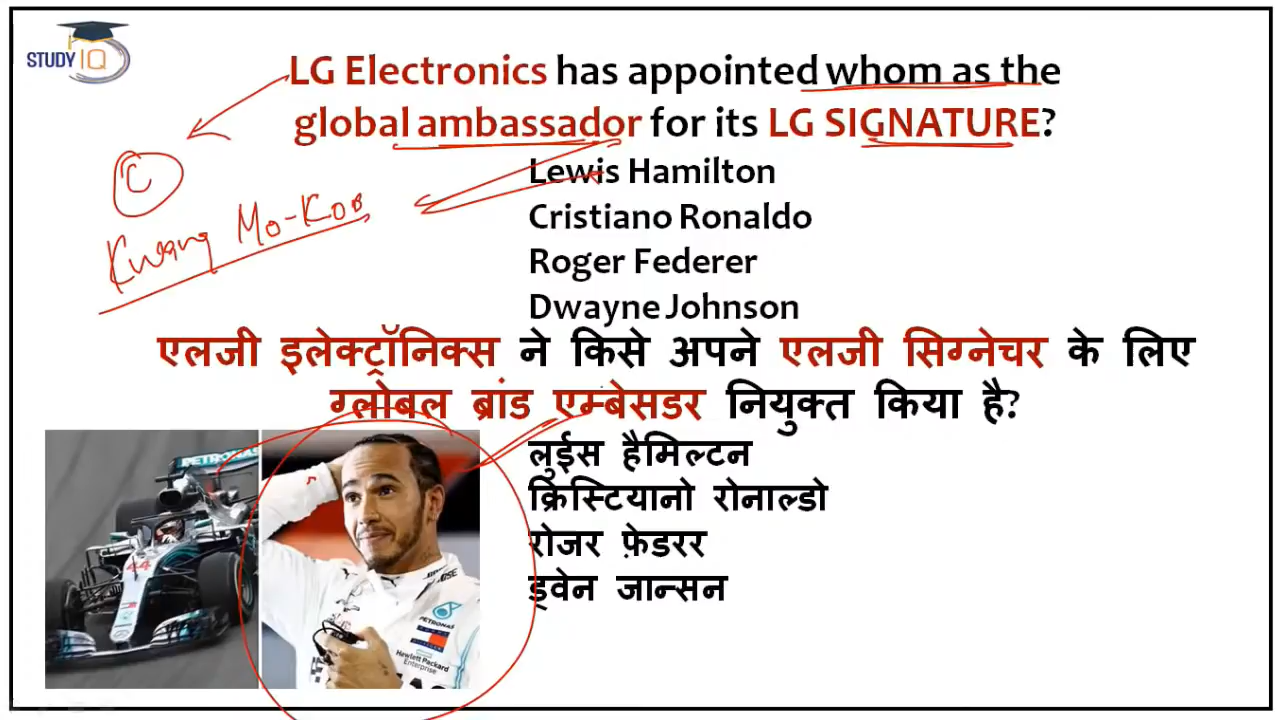 STUDY IQ
LG Electronics has appointed whom as the
global ambassador for its LG SIGNATURE?
Lewis Hamilton
Cristiano Ronaldo
Roger Federer
Dwayne Johnson
C
Kwang Mo-Koo
एलजी इलेक्ट्रॉनिक्स ने किसे अपने एलजी सिग्नेचर के लिए
ग्लोबल ब्रांड एम्बेसडर नियुक्त किया है?
लुईस हैमिल्टन
क्रिस्टियानो रोनाल्डो
रोजर फ़ेडरर
ड्वेन जान्सन
PETRONAS
44
PETRONAS
Hewlett Packard
Enterprise